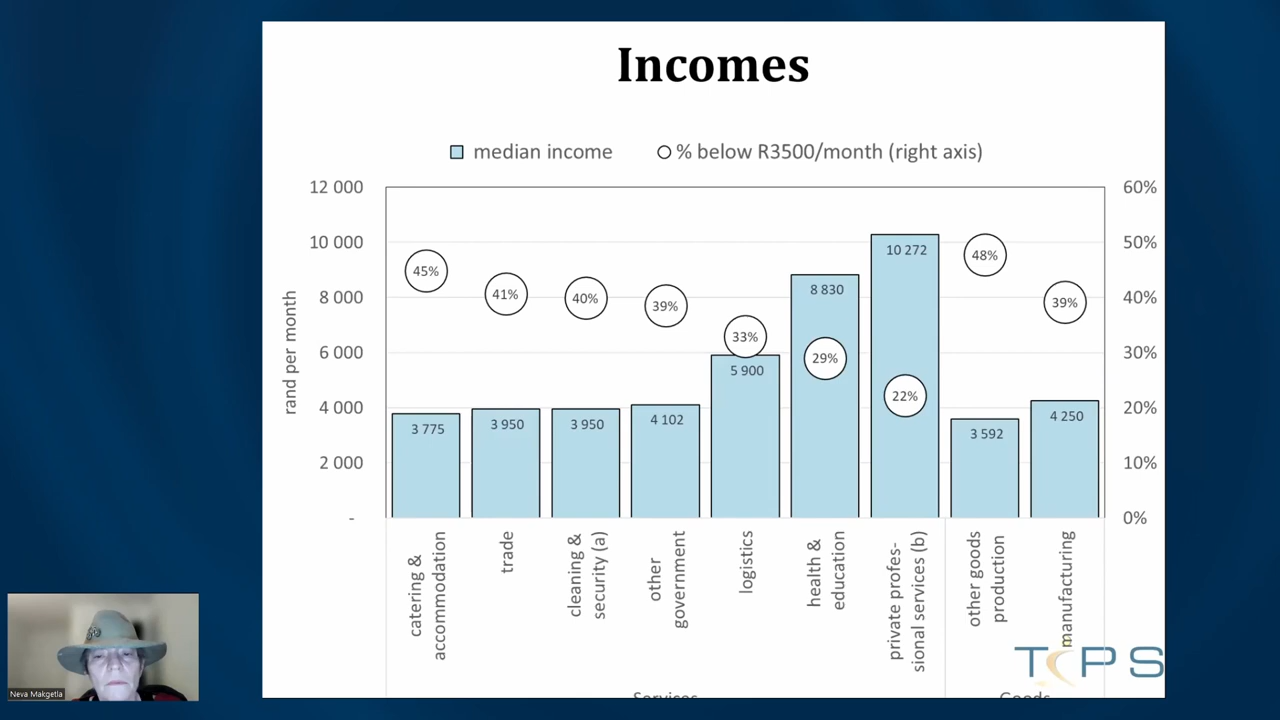 Incomes
median income
% below R3500/month (right axis)
12 000
10 000
8 000
6 000
4 000
2 000
-
rand per month
60%
50%
40%
30%
20%
10%
0%
45%
41%
40%
39%
33%
29%
22%
48%
39%
3 775
3 950
3 950
4 102
5 900
8 830
10 272
3 592
4 250
catering &
accommodation
trade
cleaning &
security (a)
other
government
logistics
health &
education
private profes-
sional services (b)
other goods
production
manufacturing
Services
Goods
Neva Makgetla